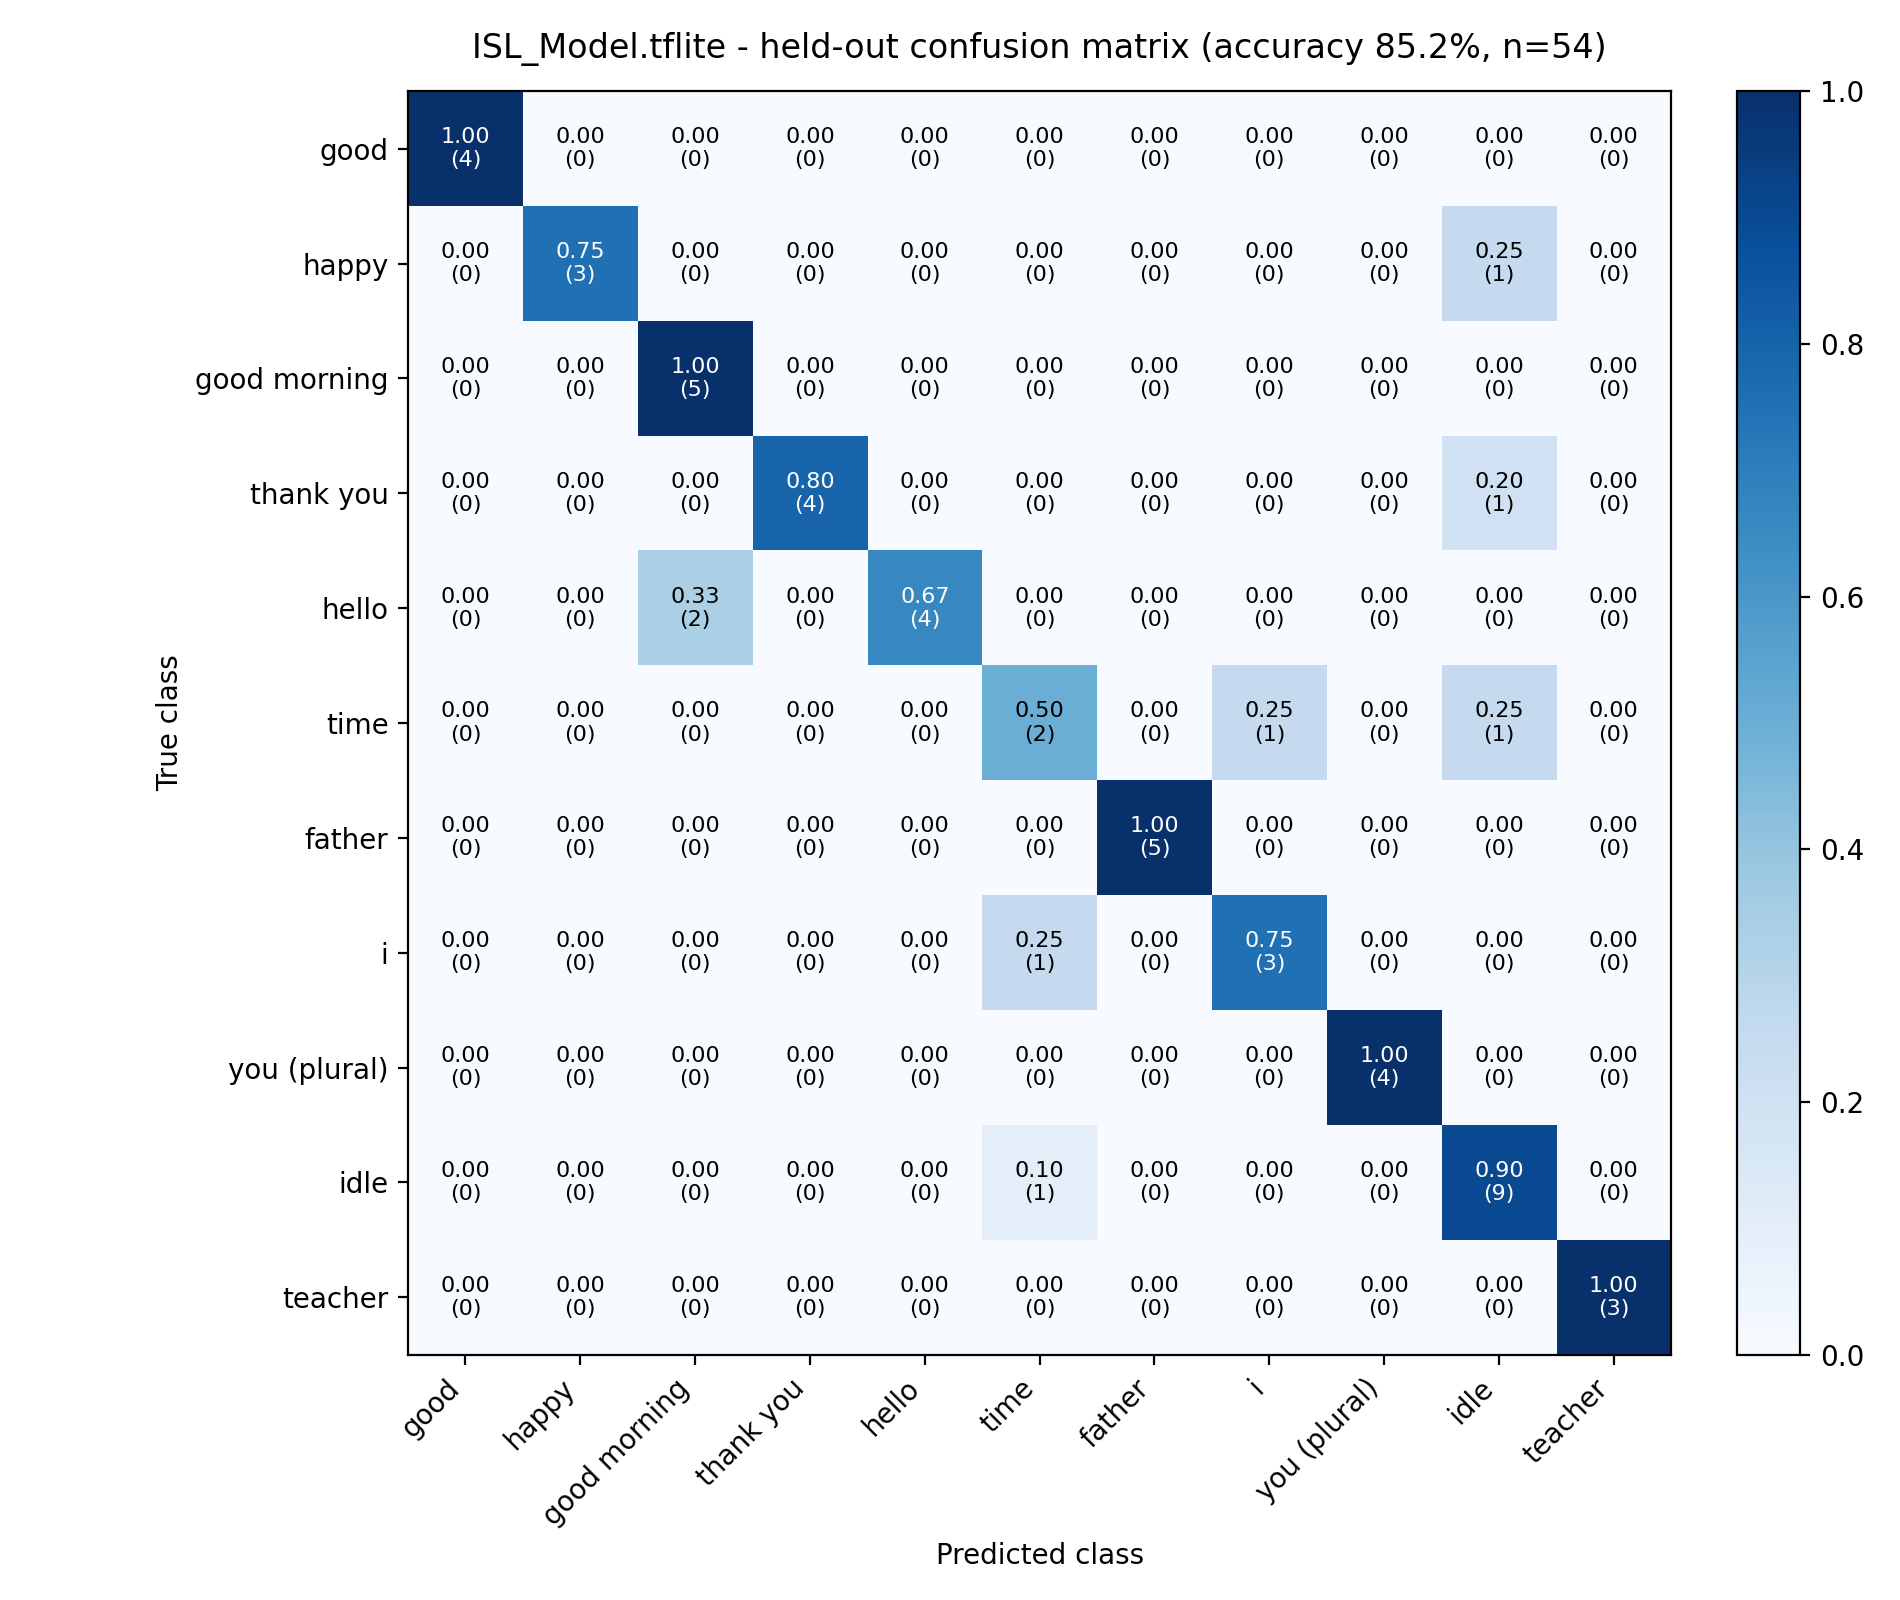 ISL_Model.tflite - held-out confusion matrix (accuracy 85.2%, n=54)
good 1.00 0.00 0.00 0.00 0.00 0.00 0.00 0.00 0.00 0.00 0.00
(4) (0) (0) (0) (0) (0) (0) (0) (0) (0) (0)
happy 0.00 0.75 0.00 0.00 0.00 0.00 0.00 0.00 0.00 0.25 0.00
(0) (3) (0) (0) (0) (0) (0) (0) (0) (1) (0)
good morning 0.00 0.00 1.00 0.00 0.00 0.00 0.00 0.00 0.00 0.00 0.00
(0) (0) (5) (0) (0) (0) (0) (0) (0) (0) (0)
thank you 0.00 0.00 0.00 0.80 0.00 0.00 0.00 0.00 0.00 0.20 0.00
(0) (0) (0) (4) (0) (0) (0) (0) (0) (1) (0)
hello 0.00 0.00 0.33 0.00 0.67 0.00 0.00 0.00 0.00 0.00 0.00
(0) (0) (2) (0) (4) (0) (0) (0) (0) (0) (0)
time 0.00 0.00 0.00 0.00 0.00 0.50 0.00 0.25 0.00 0.25 0.00
(0) (0) (0) (0) (0) (2) (0) (1) (0) (1) (0)
father 0.00 0.00 0.00 0.00 0.00 0.00 1.00 0.00 0.00 0.00 0.00
(0) (0) (0) (0) (0) (0) (5) (0) (0) (0) (0)
i 0.00 0.00 0.00 0.00 0.00 0.25 0.00 0.75 0.00 0.00 0.00
(0) (0) (0) (0) (0) (1) (0) (3) (0) (0) (0)
you (plural) 0.00 0.00 0.00 0.00 0.00 0.00 0.00 0.00 1.00 0.00 0.00
(0) (0) (0) (0) (0) (0) (0) (0) (4) (0) (0)
idle 0.00 0.00 0.00 0.00 0.00 0.10 0.00 0.00 0.00 0.90 0.00
(0) (0) (0) (0) (0) (1) (0) (0) (0) (9) (0)
teacher 0.00 0.00 0.00 0.00 0.00 0.00 0.00 0.00 0.00 0.00 1.00
(0) (0) (0) (0) (0) (0) (0) (0) (0) (0) (3)
True class
good
happy
good morning
thank you
hello
time
father
i
you (plural)
idle
teacher
Predicted class
1.0
0.8
0.6
0.4
0.2
0.0